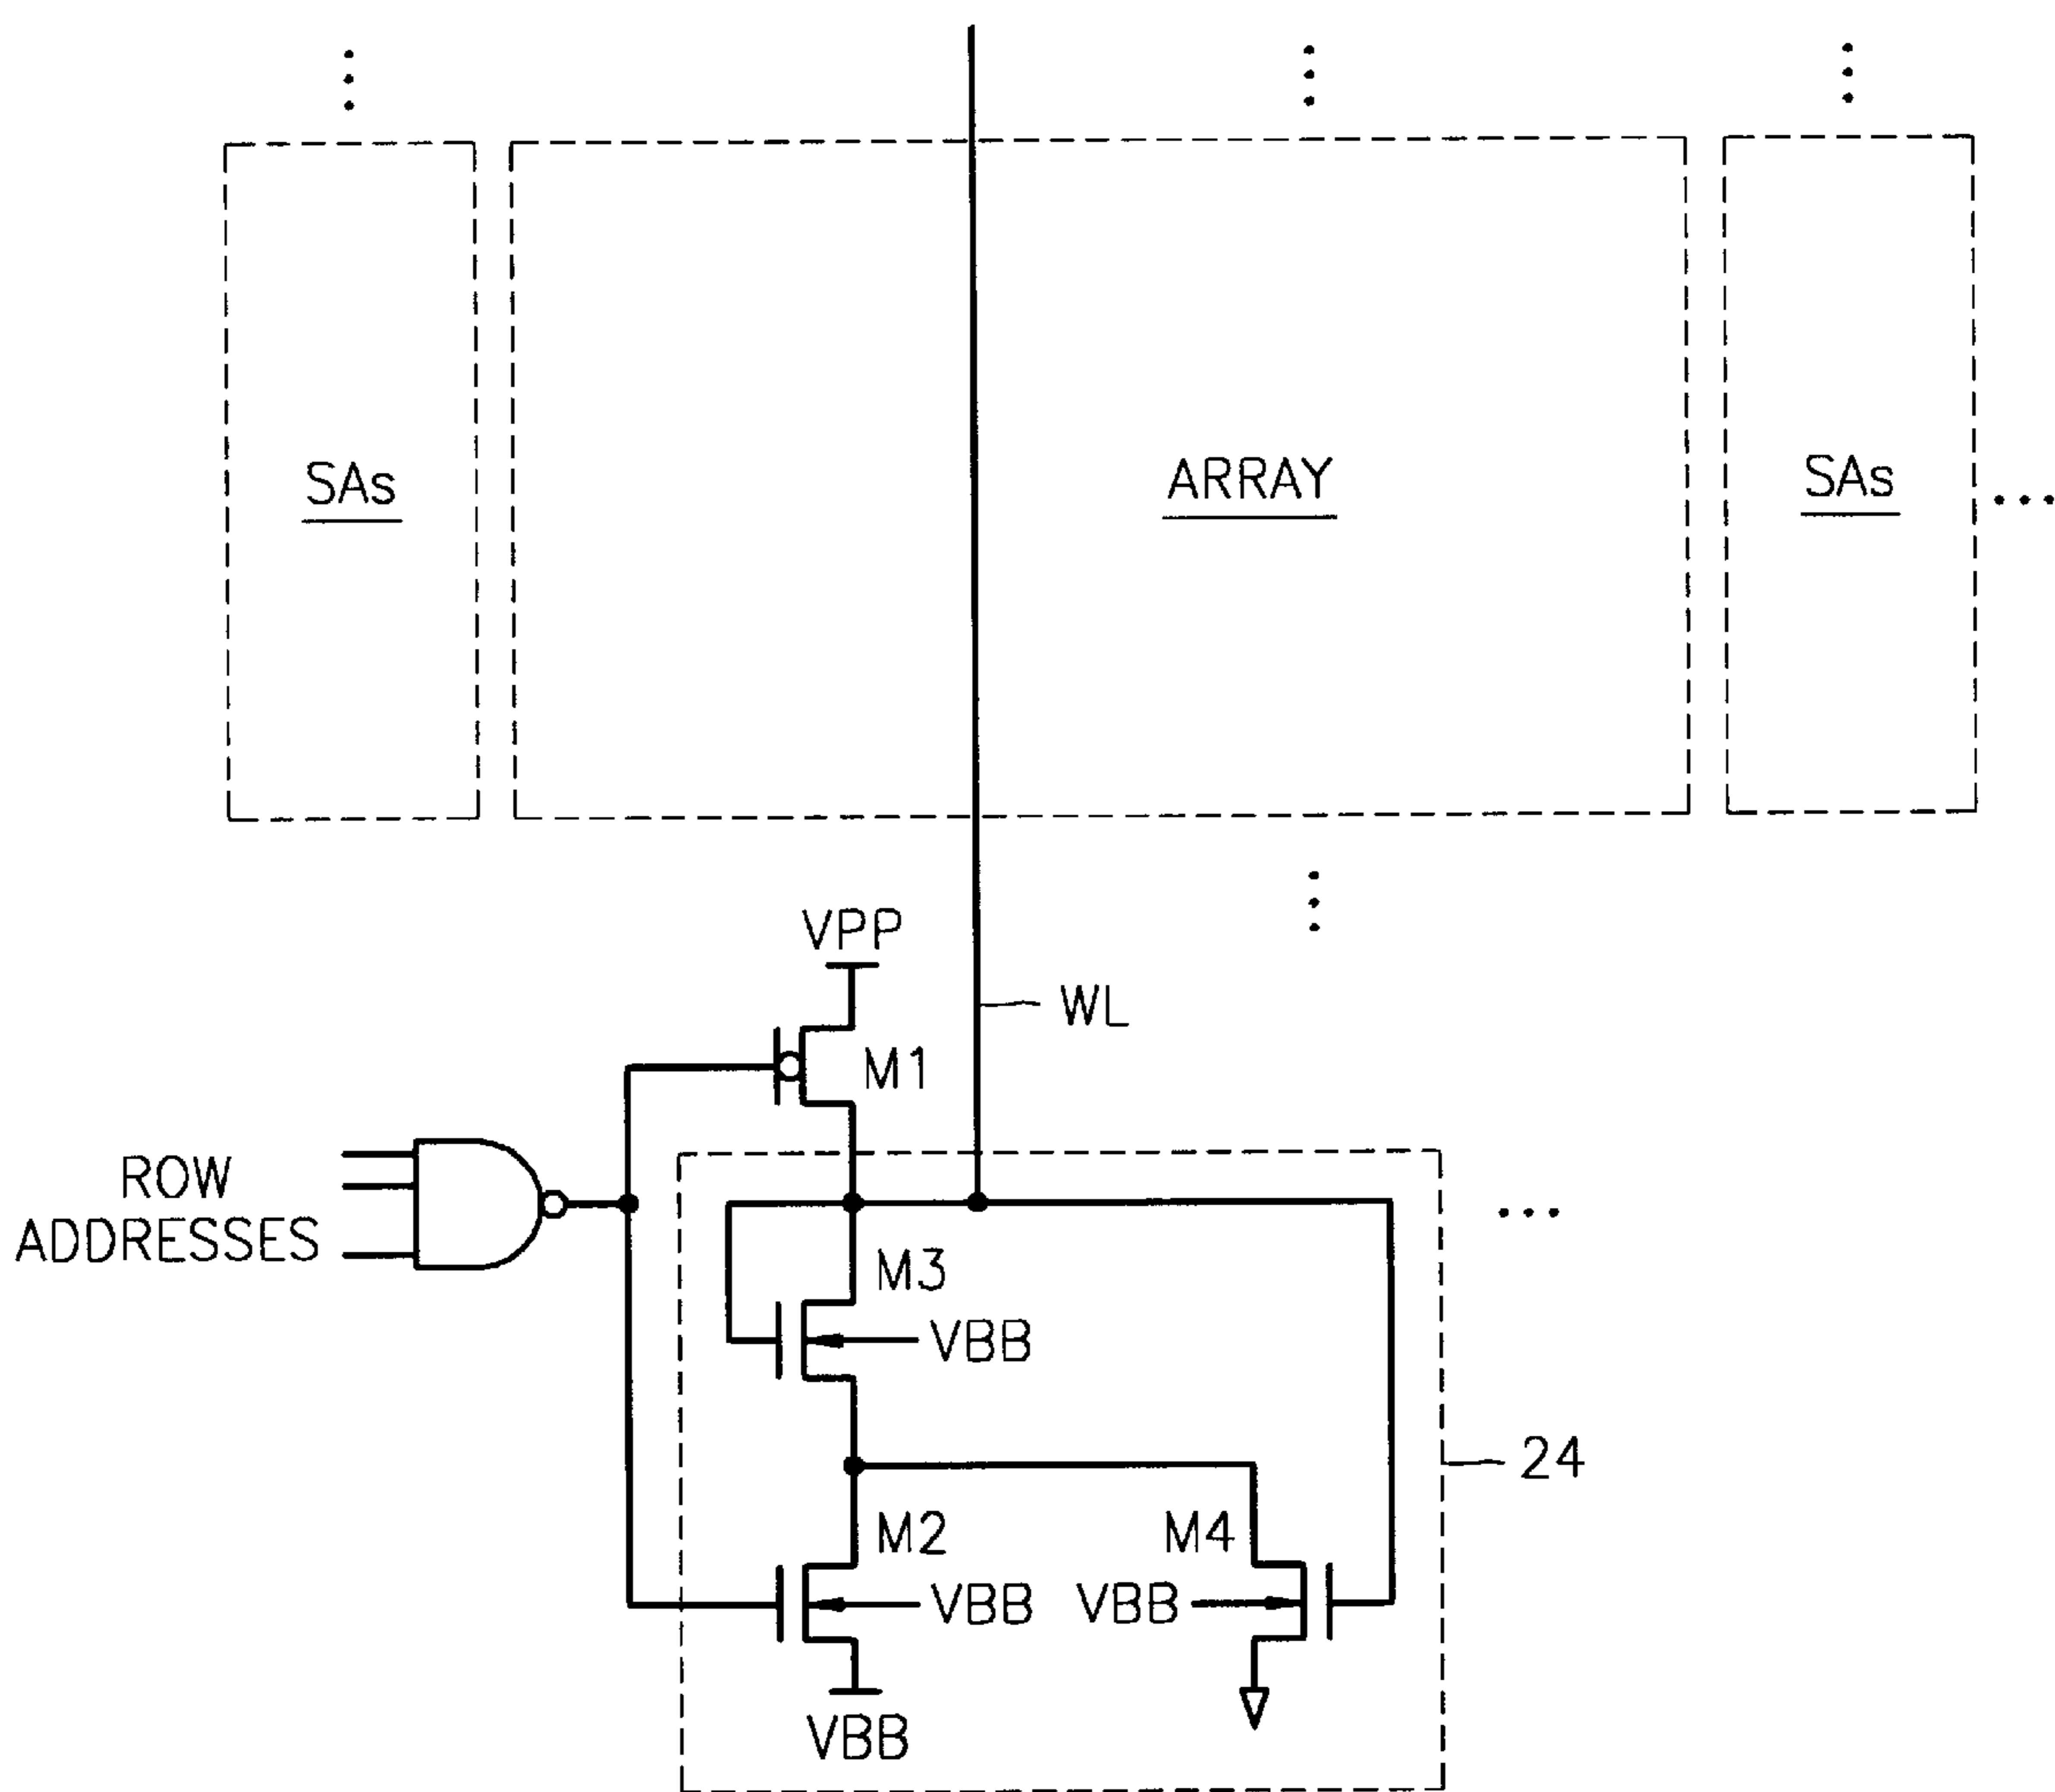 SAs
ARRAY
SAs
VPP
WL
M1
ROW
ADDRESSES
M3
VBB
24
M2
M4
VBB
VBB
VBB